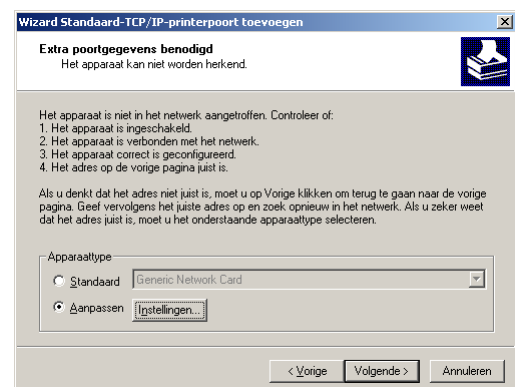 Wizard Standaard-TCP/IP-printerpoort toevoegen
Extra poortgegevens benodigd
Het apparaat kan niet worden herkend.
Het apparaat is niet in het netwerk aangetroffen. Controleer of:
1. Het apparaat is ingeschakeld.
2. Het apparaat is verbonden met het netwerk.
3. Het apparaat correct is geconfigureerd.
4. Het adres op de vorige pagina juist is.
Als u denkt dat het adres niet juist is, moet u op Vorige klikken om terug te gaan naar de vorige
pagina. Geef vervolgens het juiste adres op en zoek opnieuw in het netwerk. Als u zeker weet
dat het adres juist is, moet u het onderstaande apparaattype selecteren.
Apparaattype
Standaard
Generic Network Card
Aanpassen
Instellingen...
< Vorige
Volgende >
Annuleren